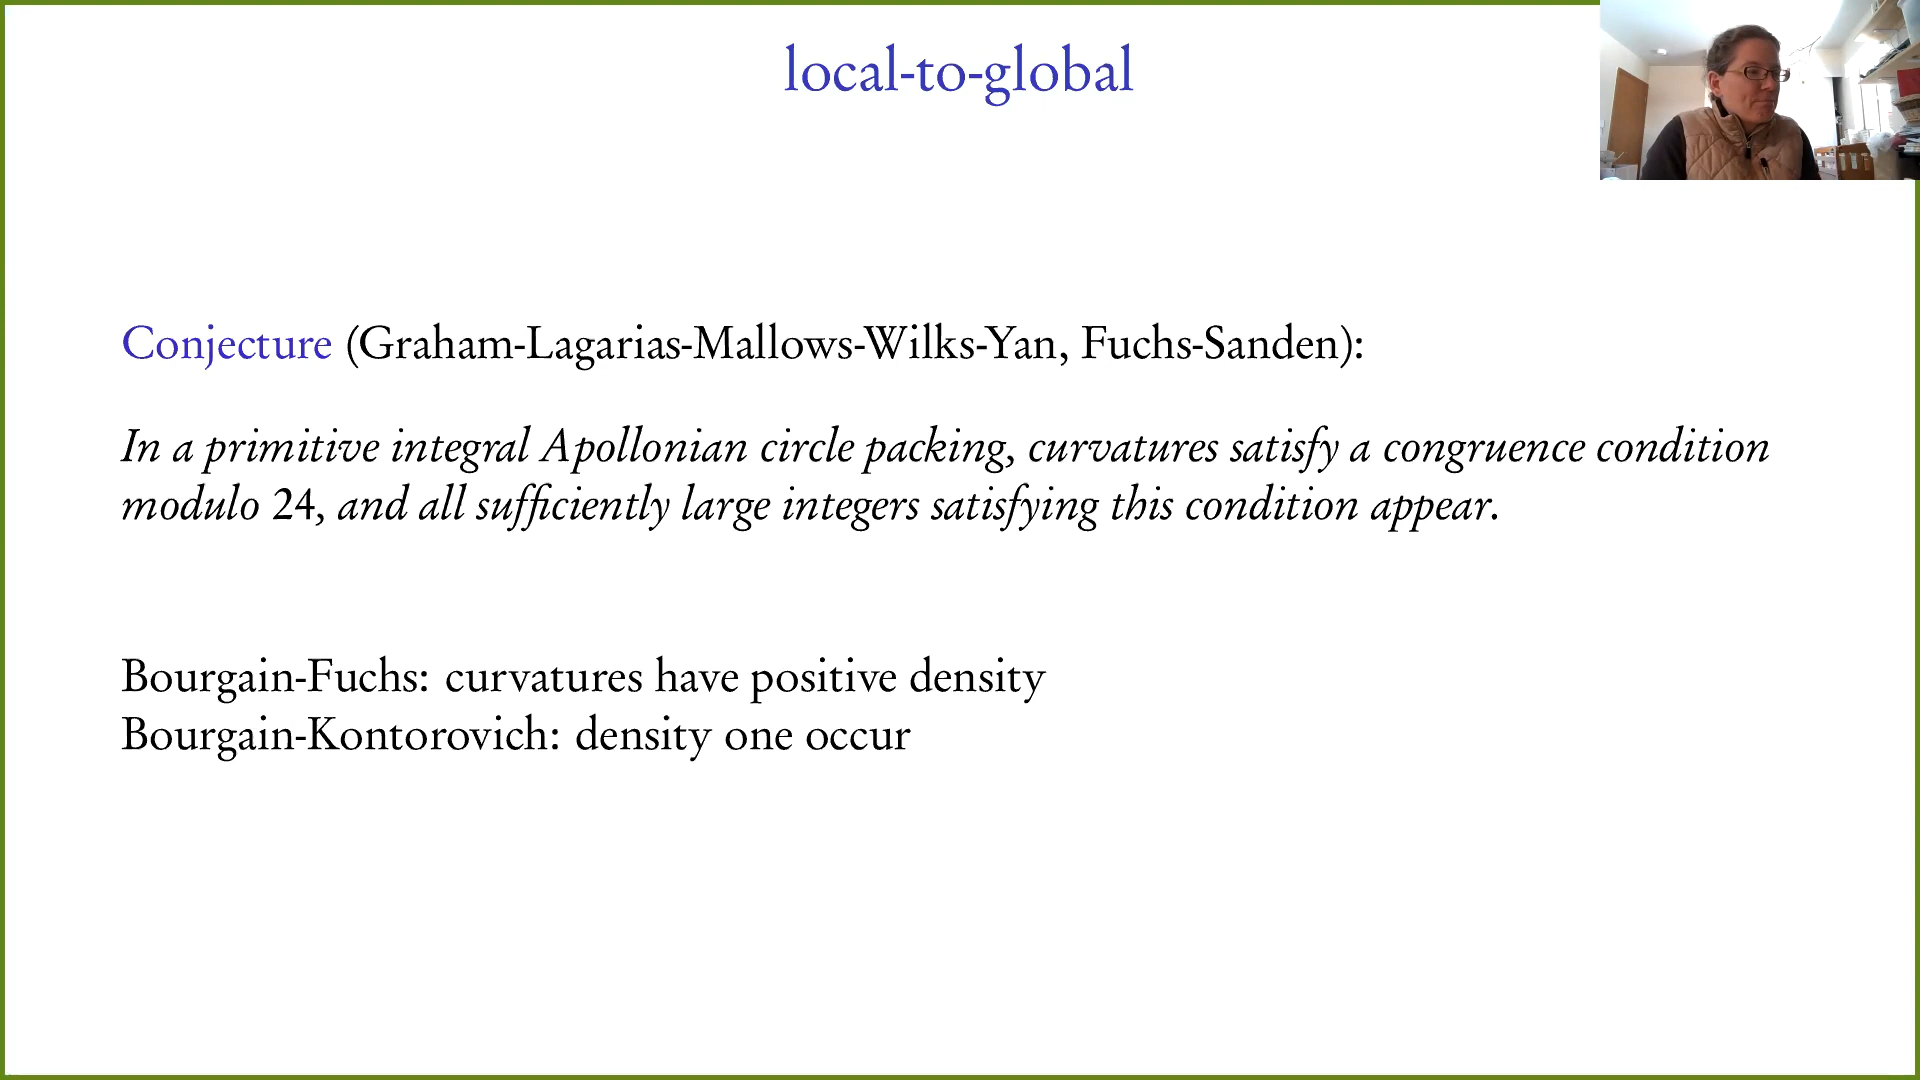 local-to-global
Conjecture (Graham-Lagarias-Mallows-Wilks-Yan, Fuchs-Sanden):
In a primitive integral Apollonian circle packing, curvatures satisfy a congruence condition
modulo 24, and all sufficiently large integers satisfying this condition appear.
Bourgain-Fuchs: curvatures have positive density
Bourgain-Kontorovich: density one occur